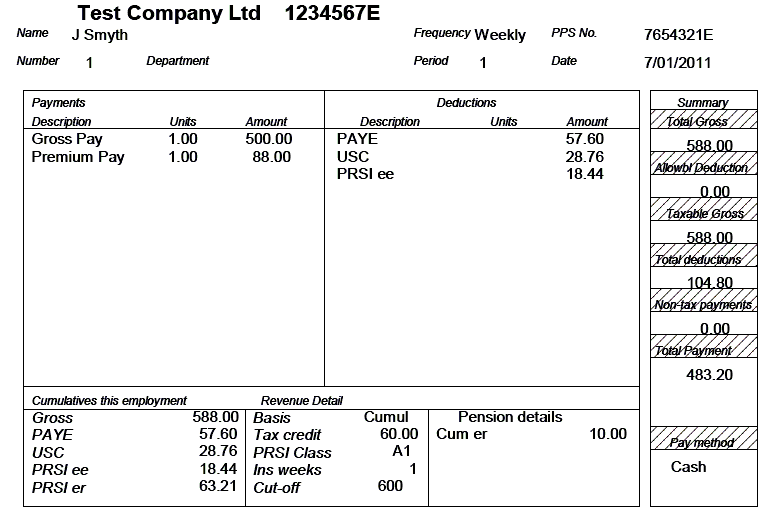 Test Company Ltd 1234567E
Name J Smyth Frequency Weekly PPS No. 7654321E
Number 1 Department Period 1 Date 7/01/2011
Payments
Description Units Amount
Gross Pay 1.00 500.00
Premium Pay 1.00 88.00
Deductions
Description Units Amount
PAYE 57.60
USC 28.76
PRSI ee 18.44
Summary
Total Gross
588.00
Allowbl Deduction
0.00
Taxable Gross
588.00
Total deductions
104.80
Non-tax payments
0.00
Total Payment
483.20
Pay method
Cash
Cumulatives this employment
Gross 588.00
PAYE 57.60
USC 28.76
PRSI ee 18.44
PRSI er 63.21
Revenue Detail
Basis Cumul
Tax credit 60.00
PRSI Class A1
Ins weeks 1
Cut-off 600
Pension details
Cum er 10.00